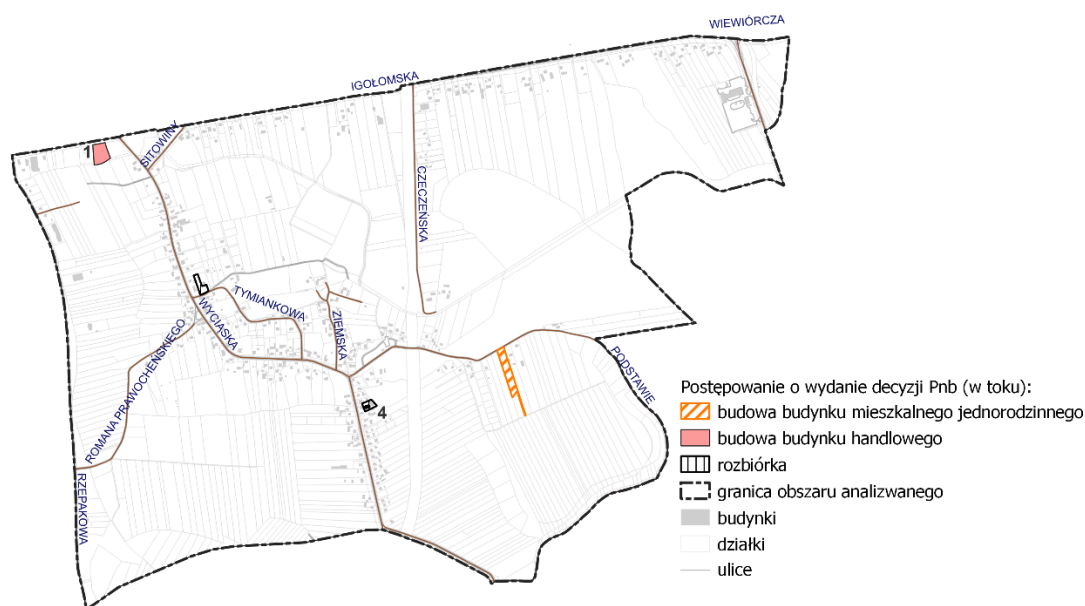 WIEWIÓRCZA
IGOŁOMSKA
SITOWINY
1
CZECZEŃSKA
TYMIANKOWA
WYCIĄSKA
ZIEMSKA
ROMANA PRAWOCHEŃSKIEGO
PODSTAWIE
4
RZEPAKOWA
Postępowanie o wydanie decyzji Pnb (w toku):
budowa budynku mieszkalnego jednorodzinnego
budowa budynku handlowego
rozbiórka
granica obszaru analizwanego
budynki
działki
ulice